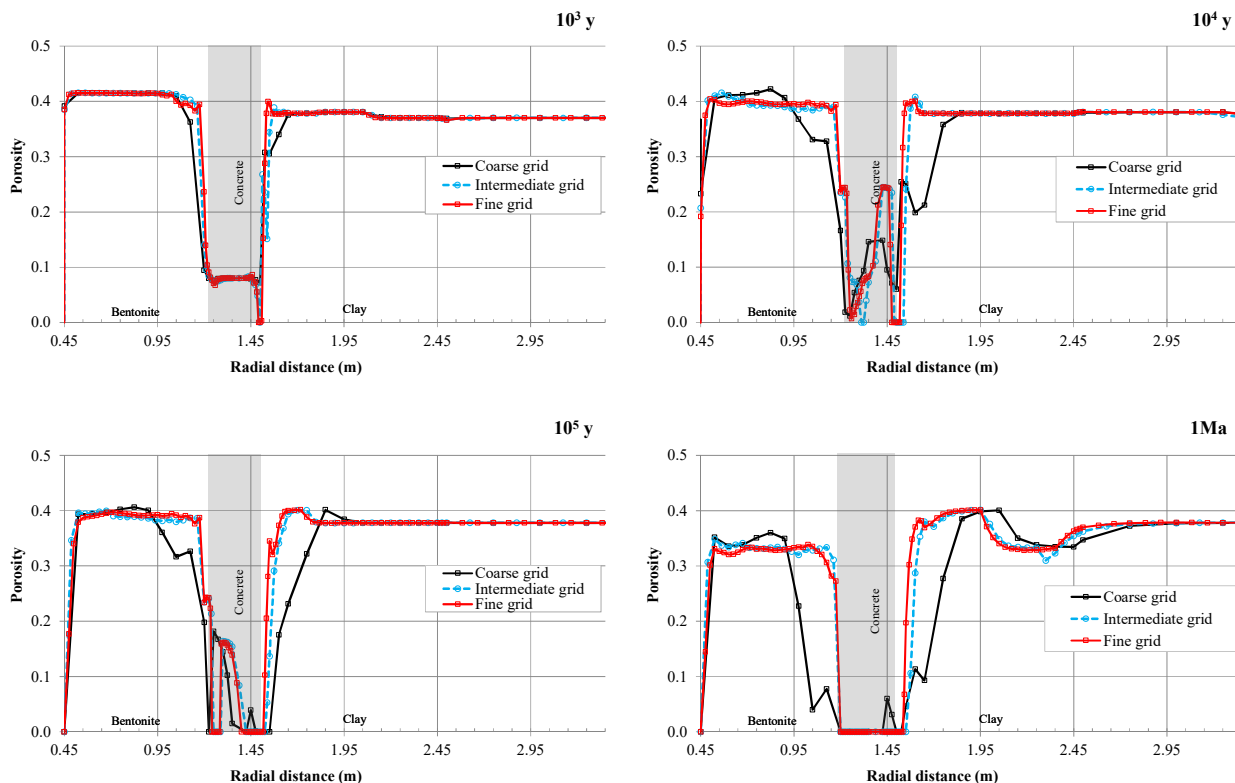 10³ y
0.5
0.4
0.3
0.2
0.1
0.0
Porosity
Concrete
Coarse grid
Intermediate grid
Fine grid
Bentonite
Clay
0.45 0.95 1.45 1.95 2.45 2.95
Radial distance (m)
10⁴ y
0.5
0.4
0.3
0.2
0.1
0.0
Porosity
Concrete
Coarse grid
Intermediate grid
Fine grid
Bentonite
Clay
0.45 0.95 1.45 1.95 2.45 2.95
Radial distance (m)
10⁵ y
0.5
0.4
0.3
0.2
0.1
0.0
Porosity
Concrete
Coarse grid
Intermediate grid
Fine grid
Bentonite
Clay
0.45 0.95 1.45 1.95 2.45 2.95
Radial distance (m)
1Ma
0.5
0.4
0.3
0.2
0.1
0.0
Porosity
Concrete
Coarse grid
Intermediate grid
Fine grid
Bentonite
Clay
0.45 0.95 1.45 1.95 2.45 2.95
Radial distance (m)